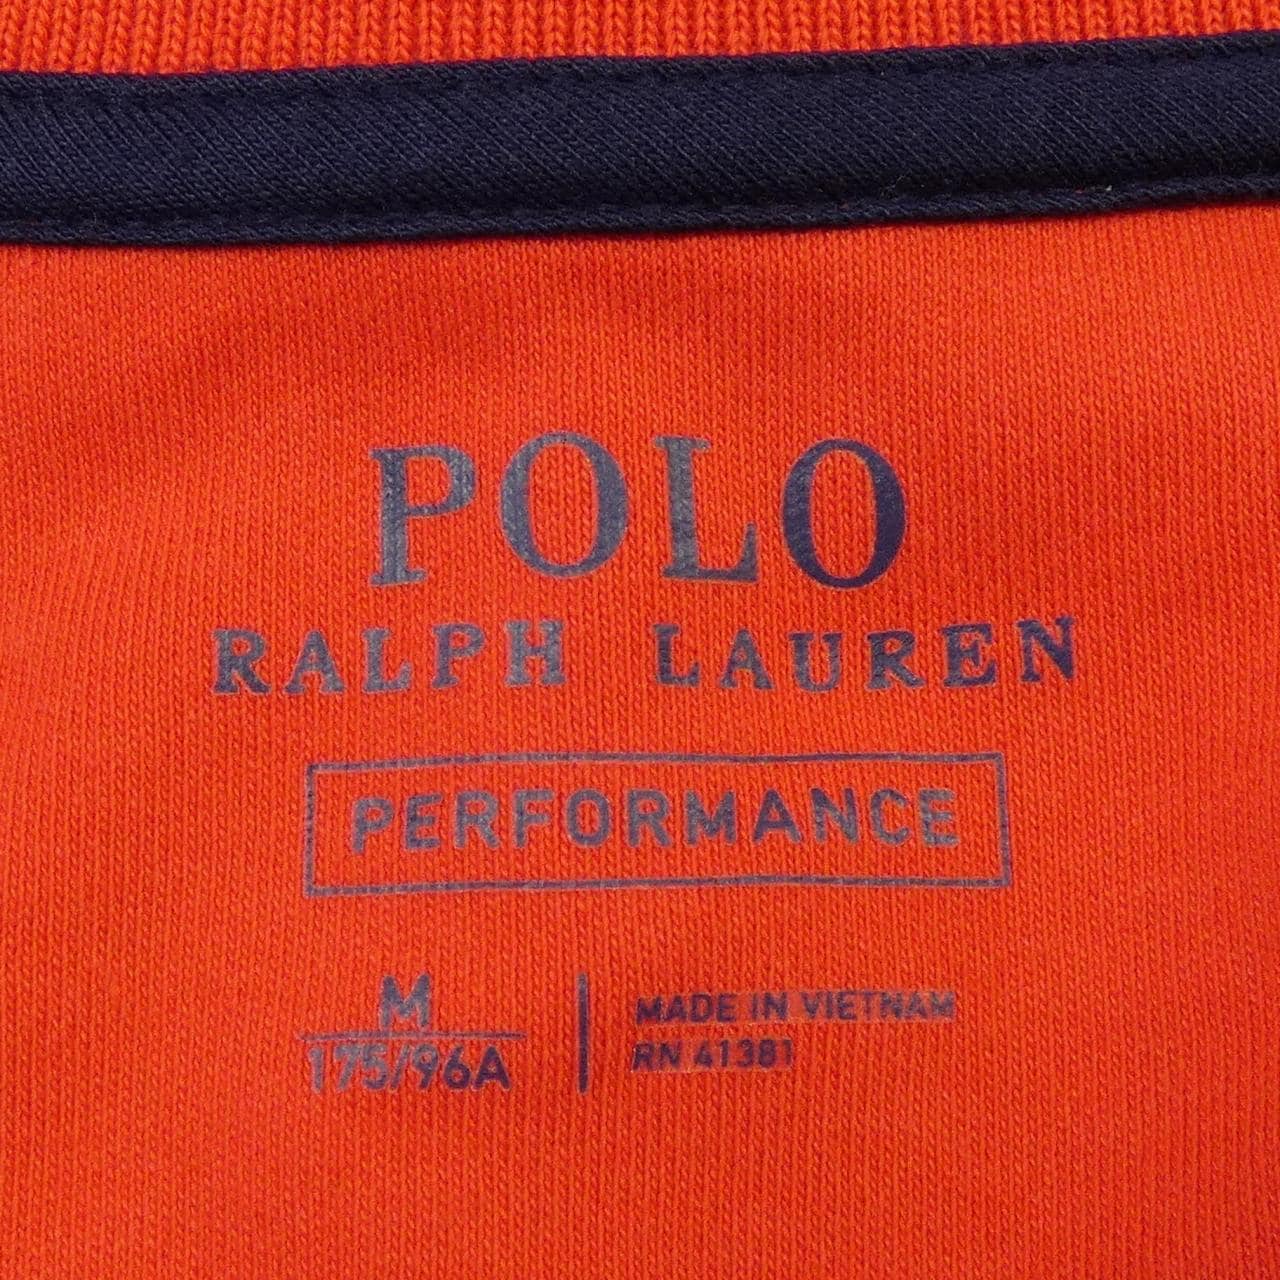 POLO
RALPH LAUREN
PERFORMANCE
M
175/96A
MADE IN VIETNAM
RN 41381